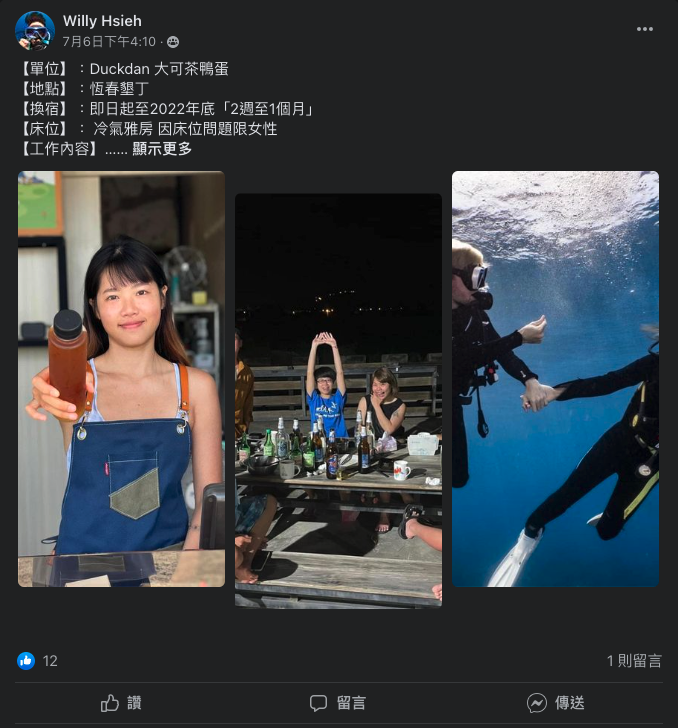 Willy Hsieh
7月6日下午4:10 ·
【單位】：Duckdan 大可茶鴨蛋
【地點】：恆春墾丁
【換宿】：即日起至2022年底「2週至1個月」
【床位】： 冷氣雅房 因床位問題限女性
【工作內容】...... 顯示更多
12
1 則留言
讚
留言
傳送